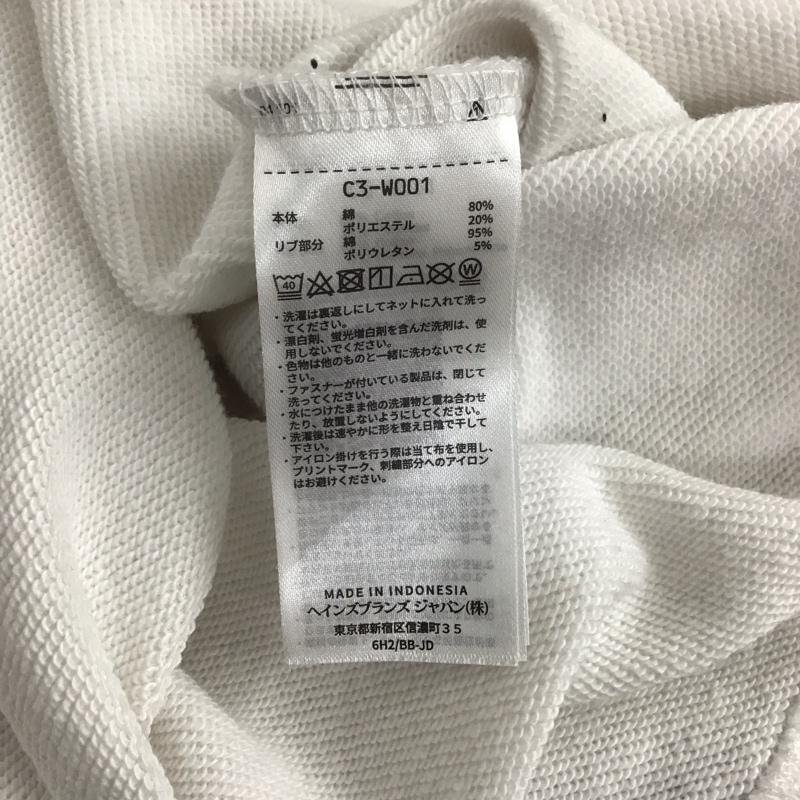 C3-W001
本体 綿 80%
ポリエステル 20%
リブ部分 綿 95%
ポリウレタン 5%
40 W
・洗濯は裏返しにしてネットに入れて洗っ
てください。
・漂白剤、蛍光増白剤を含んだ洗剤は、使
用しないでください。
・色物は他のものと一緒に洗わないでくだ
さい。
・ファスナーが付いている製品は、閉じて
洗ってください。
・水につけたまま他の洗濯物と重ね合わせ
たり、放置しないようにしてください。
・洗濯後は速やかに形を整え日陰で干して
下さい。
・アイロン掛けを行う際は当て布を使用し、
プリントマーク、刺繍部分へのアイロン
はお避けください。
MADE IN INDONESIA
ヘインズブランズ ジャパン(株)
東京都新宿区信濃町３５
6H2/BB-JD